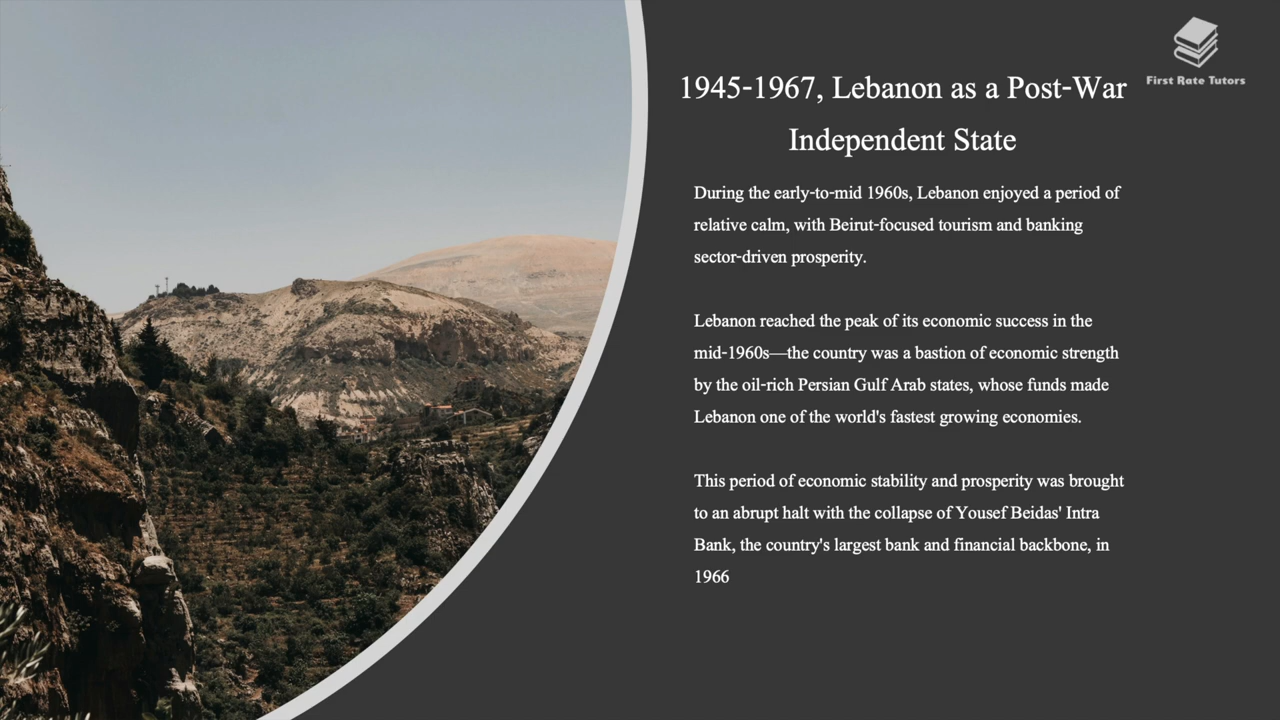 First Rate Tutors
1945-1967, Lebanon as a Post-War
Independent State
During the early-to-mid 1960s, Lebanon enjoyed a period of
relative calm, with Beirut-focused tourism and banking
sector-driven prosperity.
Lebanon reached the peak of its economic success in the
mid-1960s—the country was a bastion of economic strength
by the oil-rich Persian Gulf Arab states, whose funds made
Lebanon one of the world's fastest growing economies.
This period of economic stability and prosperity was brought
to an abrupt halt with the collapse of Yousef Beidas' Intra
Bank, the country's largest bank and financial backbone, in
1966